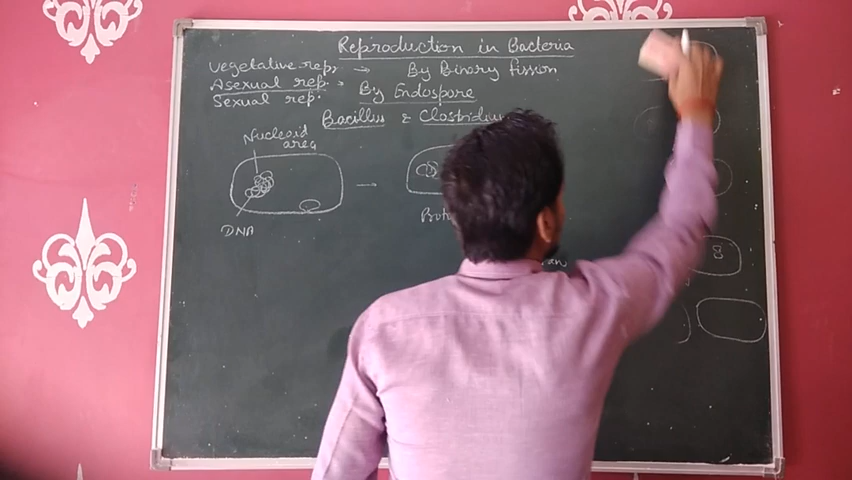 Reproduction in Bacteria
Vegetative rep. → By Binary fission
Asexual rep. → By Endospore
Sexual rep.
Bacillus & Clostridium
Nucleoid
area
DNA